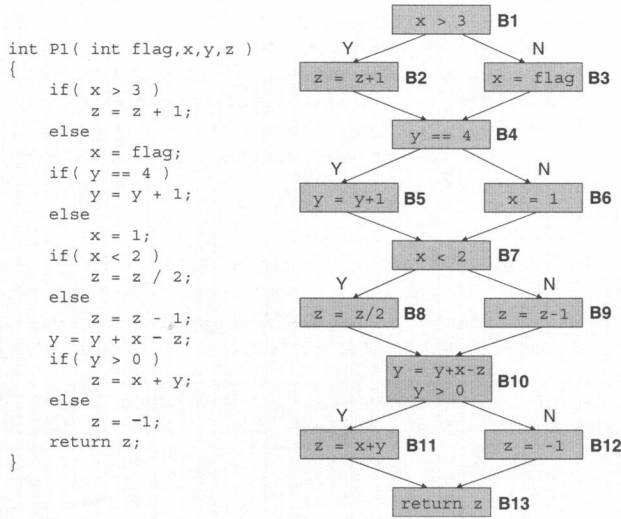 int P1( int flag,x,y,z )
{
if( x > 3 )
z = z + 1;
else
x = flag;
if( y == 4 )
y = y + 1;
else
x = 1;
if( x < 2 )
z = z / 2;
else
z = z - 1;
y = y + x - z;
if( y > 0 )
z = x + y;
else
z = -1;
return z;
}
x > 3 B1
Y N
z = z+1 B2 x = flag B3
y == 4 B4
Y N
y = y+1 B5 x = 1 B6
x < 2 B7
Y N
z = z/2 B8 z = z-1 B9
y = y+x-z
y > 0 B10
Y N
z = x+y B11 z = -1 B12
return z B13